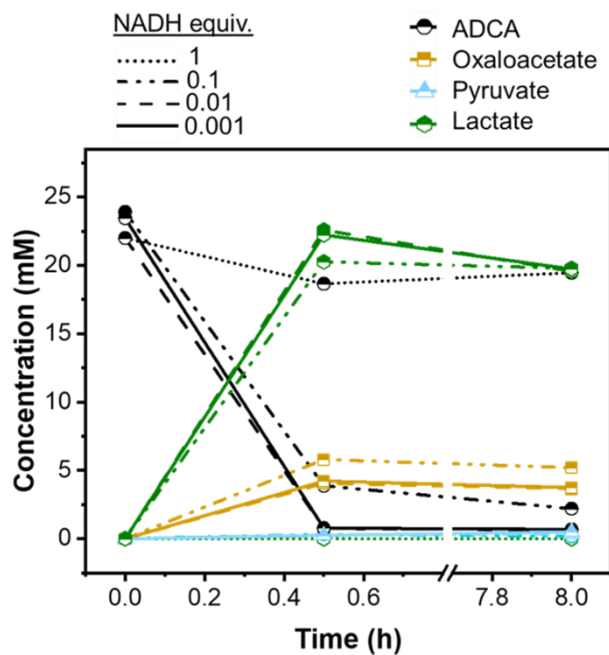 NADH equiv.
1
0.1
0.01
0.001
ADCA
Oxaloacetate
Pyruvate
Lactate
Concentration (mM)
25
20
15
10
5
0
0.0 0.2 0.4 0.6 7.8 8.0
Time (h)